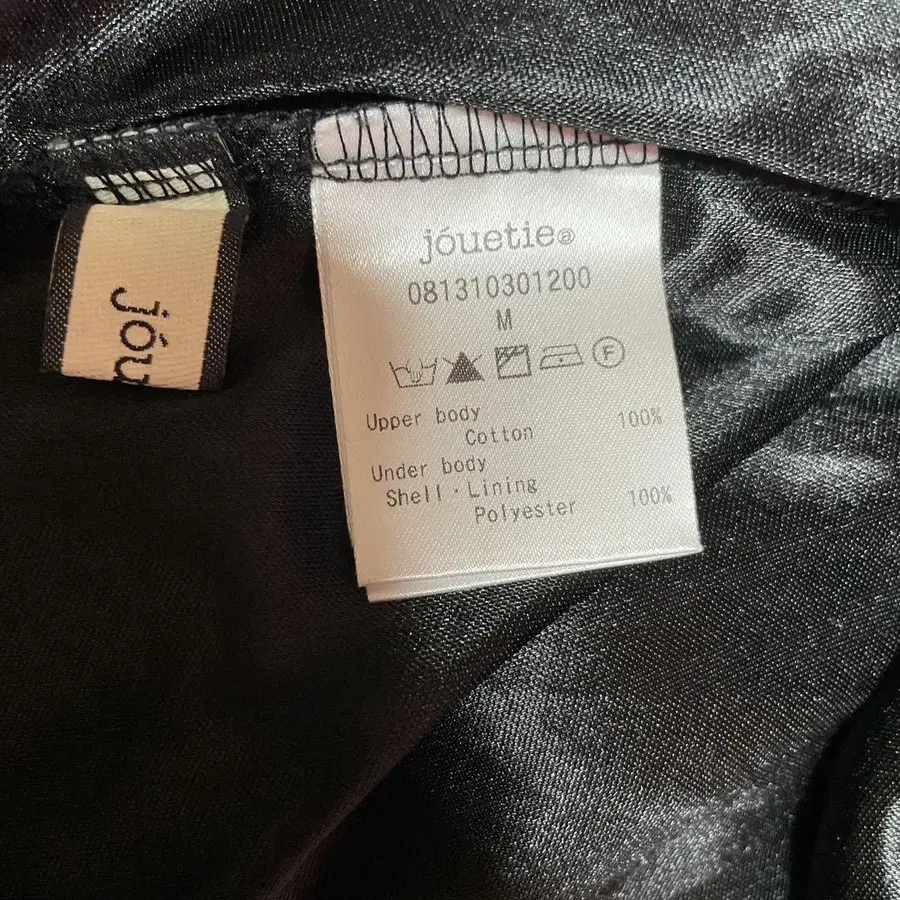 jóu
jóuetie®
081310301200
M
F
Upper body 100%
Cotton
Under body
Shell・Lining 100%
Polyester